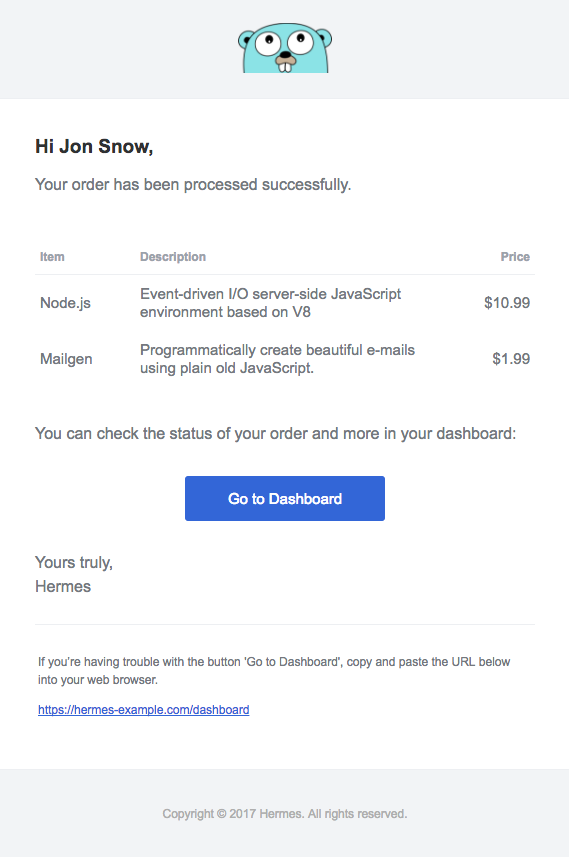 Hi Jon Snow,
Your order has been processed successfully.
Item Description Price
Node.js Event-driven I/O server-side JavaScript environment based on V8 $10.99
Mailgen Programmatically create beautiful e-mails using plain old JavaScript. $1.99
You can check the status of your order and more in your dashboard:
Go to Dashboard
Yours truly,
Hermes
If you’re having trouble with the button 'Go to Dashboard', copy and paste the URL below
into your web browser.
https://hermes-example.com/dashboard
Copyright © 2017 Hermes. All rights reserved.